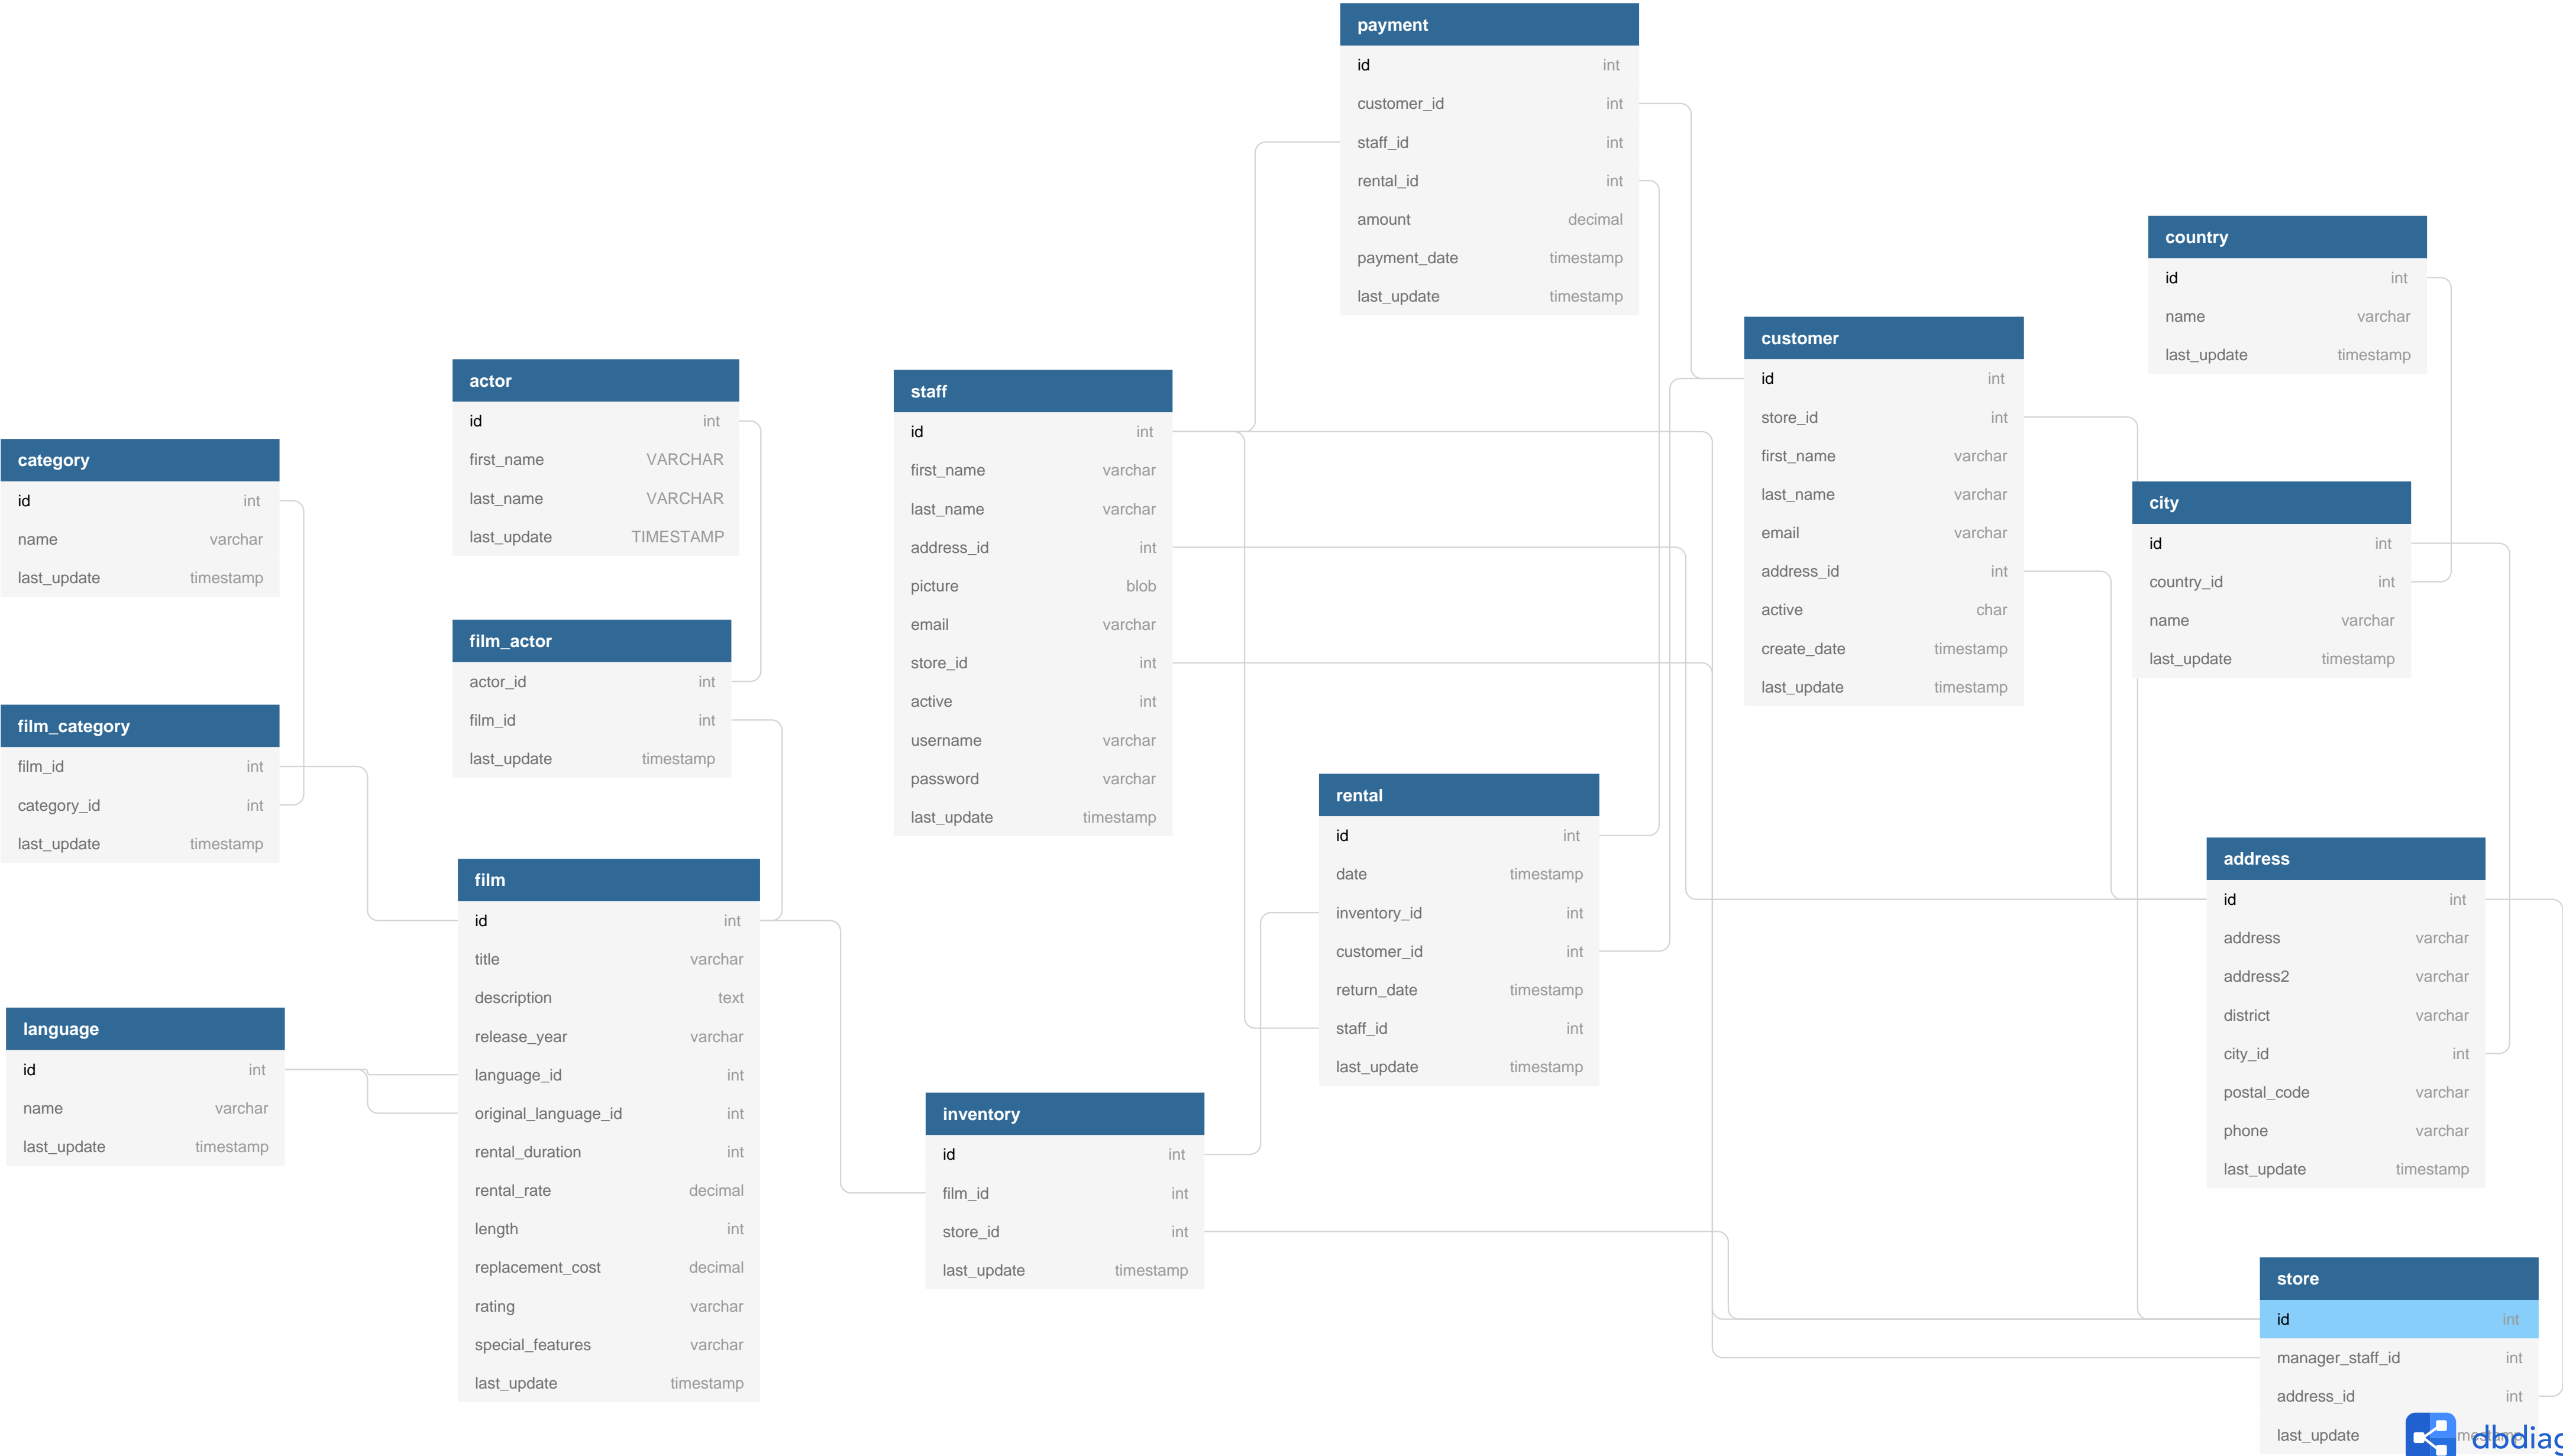 payment
id int
customer_id int
staff_id int
rental_id int
amount decimal
payment_date timestamp
last_update timestamp
country
id int
name varchar
last_update timestamp
customer
id int
store_id int
first_name varchar
last_name varchar
email varchar
address_id int
active char
create_date timestamp
last_update timestamp
actor
id int
first_name VARCHAR
last_name VARCHAR
last_update TIMESTAMP
staff
id int
first_name varchar
last_name varchar
address_id int
picture blob
email varchar
store_id int
active int
username varchar
password varchar
last_update timestamp
category
id int
name varchar
last_update timestamp
city
id int
country_id int
name varchar
last_update timestamp
film_actor
actor_id int
film_id int
last_update timestamp
film_category
film_id int
category_id int
last_update timestamp
rental
id int
date timestamp
inventory_id int
customer_id int
return_date timestamp
staff_id int
last_update timestamp
address
id int
address varchar
address2 varchar
district varchar
city_id int
postal_code varchar
phone varchar
last_update timestamp
film
id int
title varchar
description text
release_year varchar
language_id int
original_language_id int
rental_duration int
rental_rate decimal
length int
replacement_cost decimal
rating varchar
special_features varchar
last_update timestamp
language
id int
name varchar
last_update timestamp
inventory
id int
film_id int
store_id int
last_update timestamp
store
id int
manager_staff_id int
address_id int
last_update
dbdiag